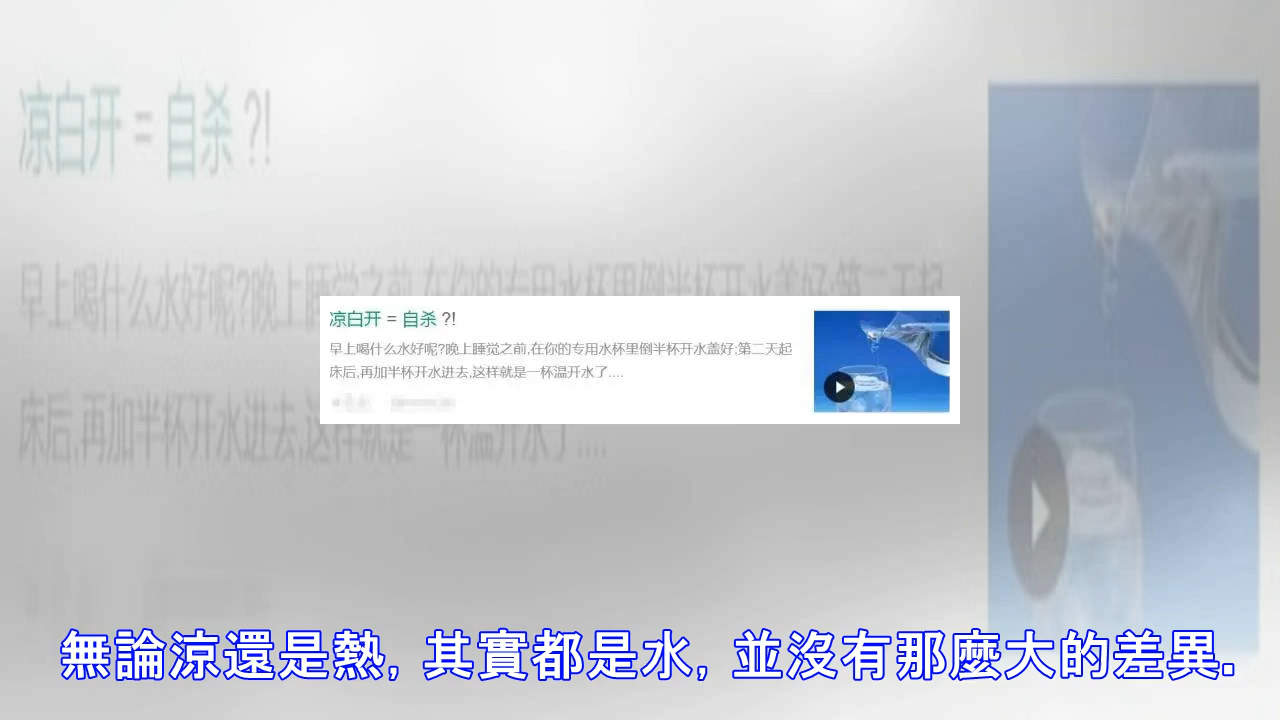 凉白开 = 自杀 ?!
早上喝什么水好呢?晚上睡觉之前,在你的专用水杯里倒半杯开水盖好;第二天起
床后,再加半杯开水进去,这样就是一杯温开水了....
無論涼還是熱, 其實都是水, 並沒有那麼大的差異.